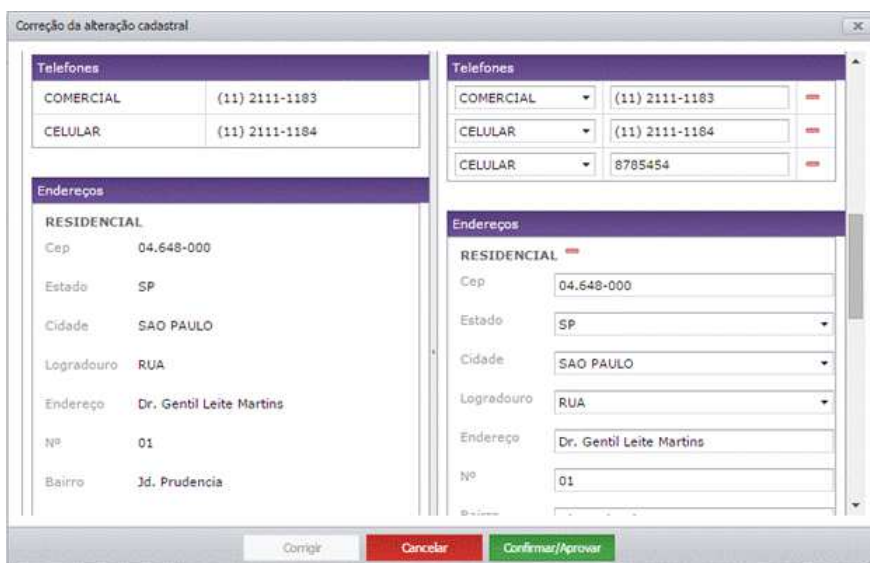 Correção da alteração cadastral
Telefones
COMERCIAL (11) 2111-1183
CELULAR (11) 2111-1184
Endereços
RESIDENCIAL
Cep 04.648-000
Estado SP
Cidade SAO PAULO
Logradouro RUA
Endereço Dr. Gentil Leite Martins
Nº 01
Bairro Jd. Prudencia
Telefones
COMERCIAL (11) 2111-1183
CELULAR (11) 2111-1184
CELULAR 8785454
Endereços
RESIDENCIAL
Cep 04.648-000
Estado SP
Cidade SAO PAULO
Logradouro RUA
Endereço Dr. Gentil Leite Martins
Nº 01
Corrigir Cancelar Confirmar/Aprovar